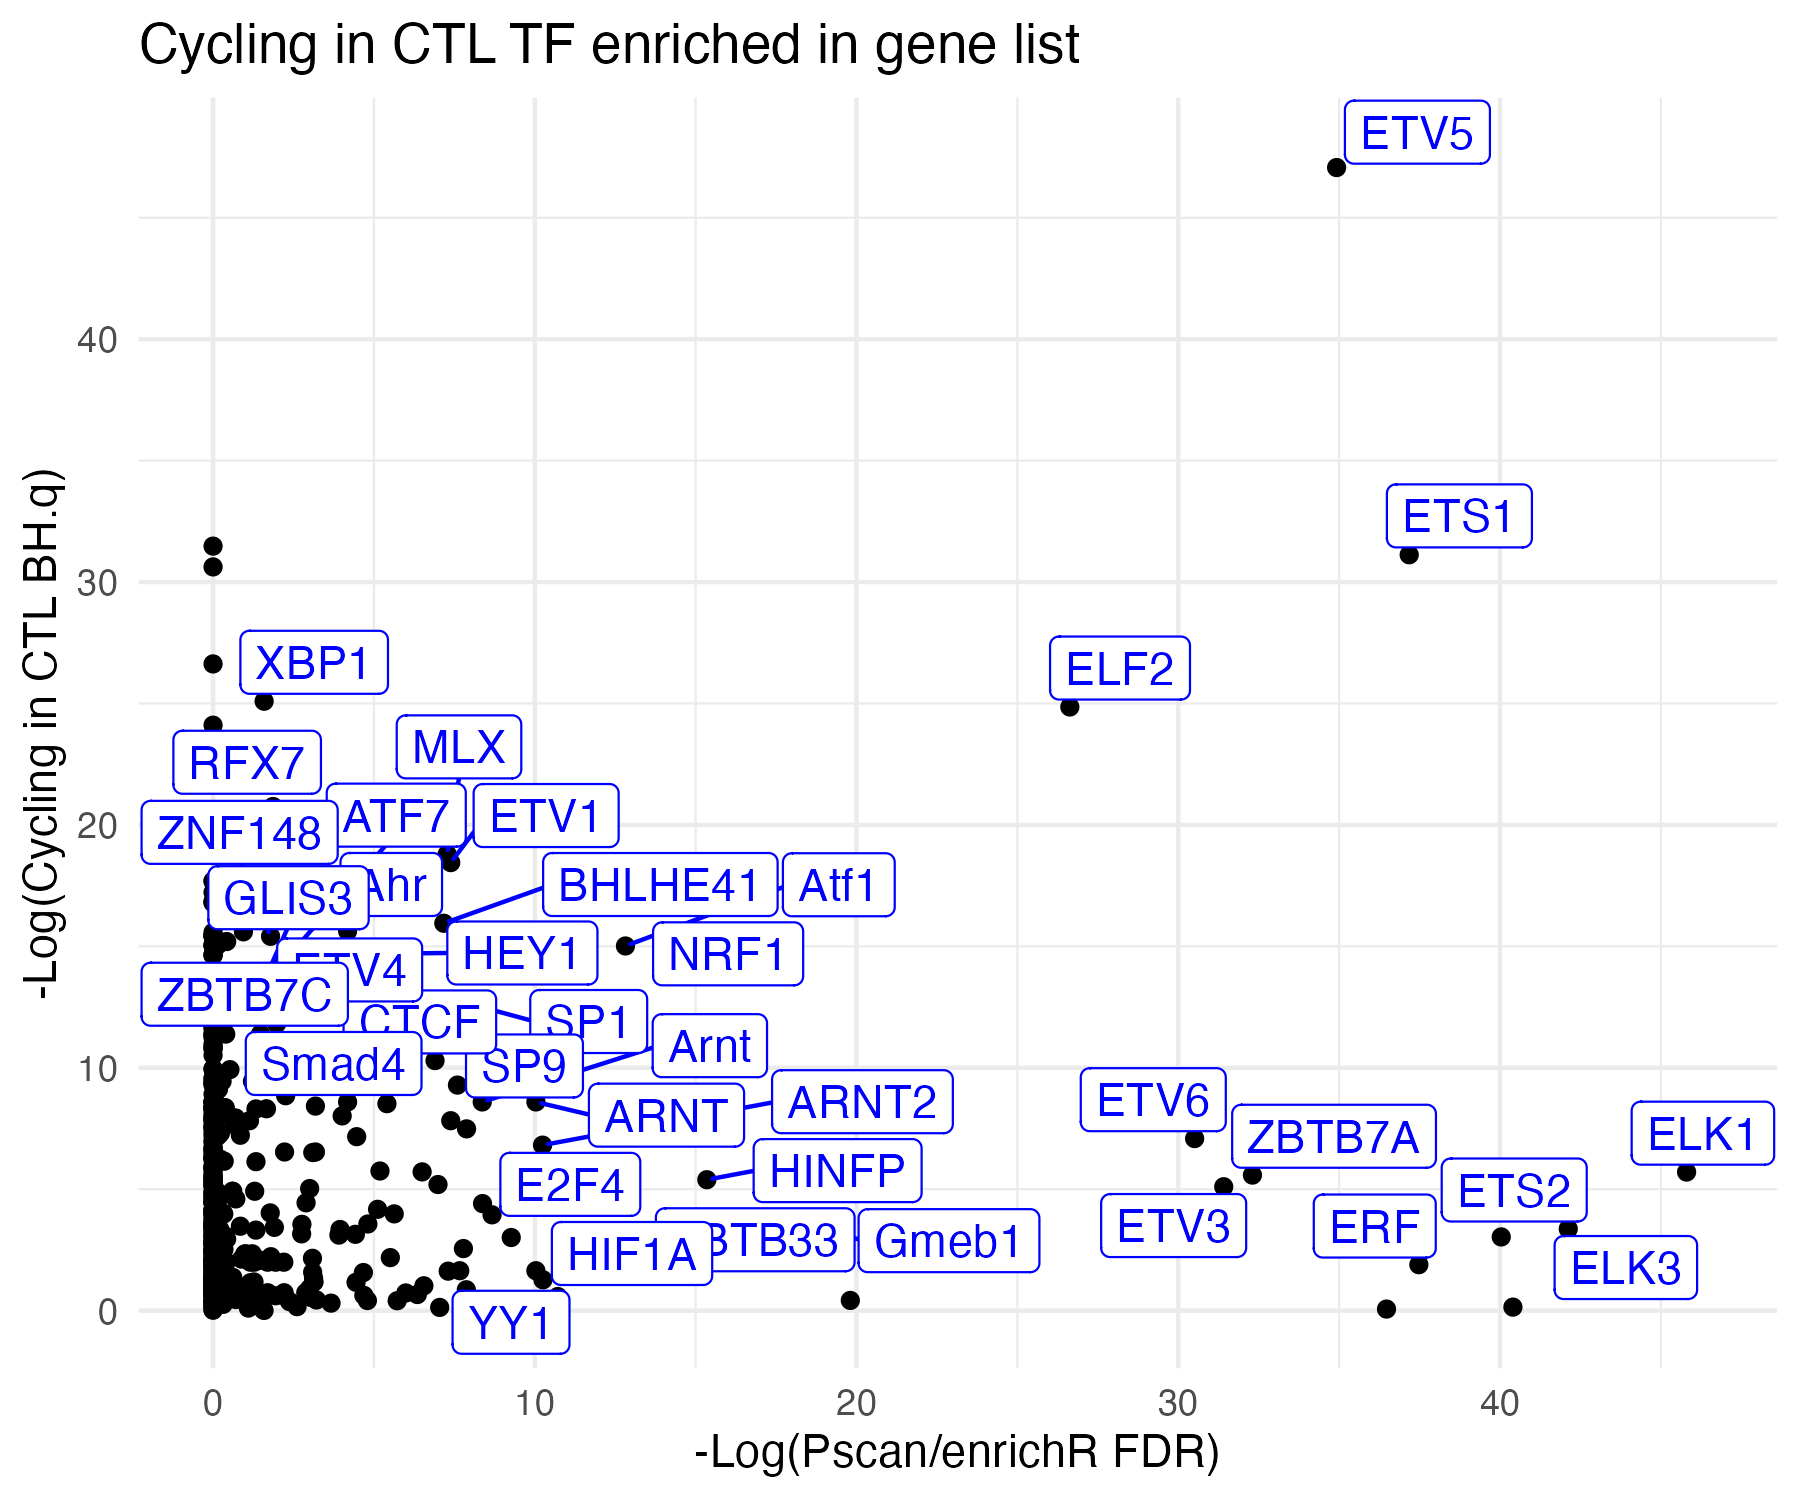 Cycling in CTL TF enriched in gene list
ETV5
40
ETS1
30
XBP1
ELF2
MLX
RFX7
ATF7
ETV1
20
ZNF148
BHLHE41
Atf1
Ahr
GLIS3
HEY1
NRF1
ETV4
ZBTB7C
CTCF
SP1
Arnt
10
Smad4
SP9
ARNT
ARNT2
ETV6
ZBTB7A
ELK1
HINFP
E2F4
ETS2
ETV3
ERF
HIF1A
BTB33
Gmeb1
ELK3
0
YY1
0
10
20
30
40
-Log(Pscan/enrichR FDR)
-Log(Cycling in CTL BH.q)